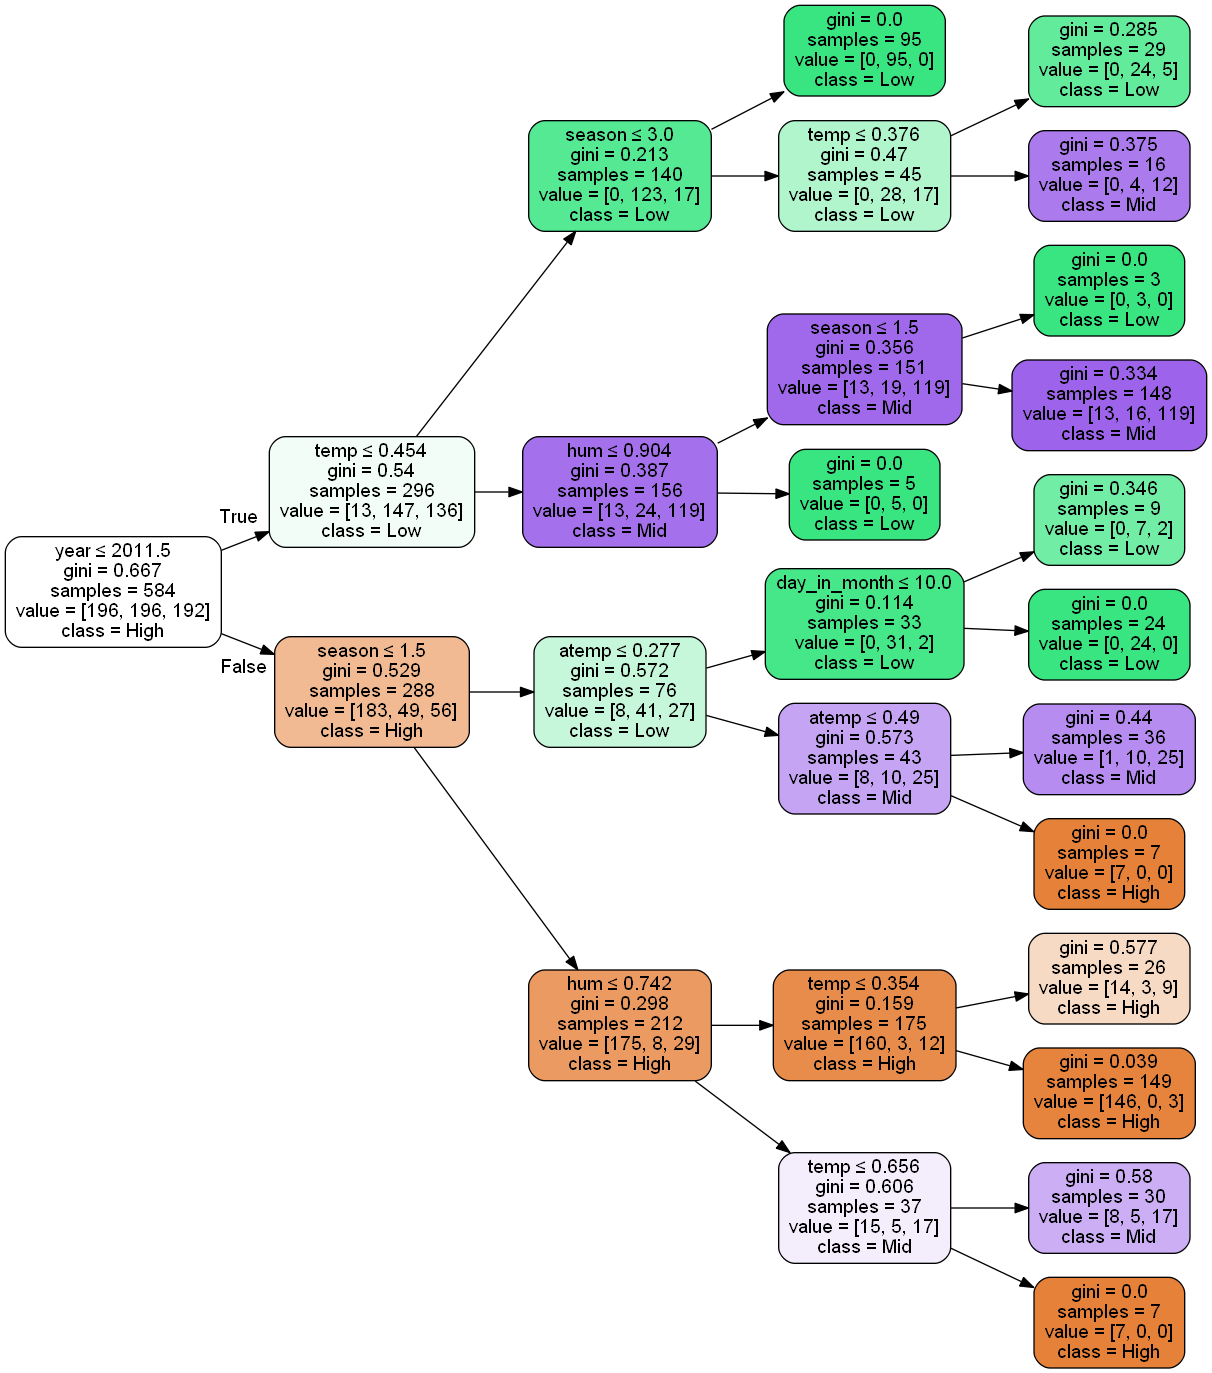 year ≤ 2011.5
gini = 0.667
samples = 584
value = [196, 196, 192]
class = High
True
False
temp ≤ 0.454
gini = 0.54
samples = 296
value = [13, 147, 136]
class = Low
season ≤ 1.5
gini = 0.529
samples = 288
value = [183, 49, 56]
class = High
season ≤ 3.0
gini = 0.213
samples = 140
value = [0, 123, 17]
class = Low
hum ≤ 0.904
gini = 0.387
samples = 156
value = [13, 24, 119]
class = Mid
atemp ≤ 0.277
gini = 0.572
samples = 76
value = [8, 41, 27]
class = Low
hum ≤ 0.742
gini = 0.298
samples = 212
value = [175, 8, 29]
class = High
gini = 0.0
samples = 95
value = [0, 95, 0]
class = Low
temp ≤ 0.376
gini = 0.47
samples = 45
value = [0, 28, 17]
class = Low
season ≤ 1.5
gini = 0.356
samples = 151
value = [13, 19, 119]
class = Mid
gini = 0.0
samples = 5
value = [0, 5, 0]
class = Low
day_in_month ≤ 10.0
gini = 0.114
samples = 33
value = [0, 31, 2]
class = Low
atemp ≤ 0.49
gini = 0.573
samples = 43
value = [8, 10, 25]
class = Mid
temp ≤ 0.354
gini = 0.159
samples = 175
value = [160, 3, 12]
class = High
temp ≤ 0.656
gini = 0.606
samples = 37
value = [15, 5, 17]
class = Mid
gini = 0.285
samples = 29
value = [0, 24, 5]
class = Low
gini = 0.375
samples = 16
value = [0, 4, 12]
class = Mid
gini = 0.0
samples = 3
value = [0, 3, 0]
class = Low
gini = 0.334
samples = 148
value = [13, 16, 119]
class = Mid
gini = 0.346
samples = 9
value = [0, 7, 2]
class = Low
gini = 0.0
samples = 24
value = [0, 24, 0]
class = Low
gini = 0.44
samples = 36
value = [1, 10, 25]
class = Mid
gini = 0.0
samples = 7
value = [7, 0, 0]
class = High
gini = 0.577
samples = 26
value = [14, 3, 9]
class = High
gini = 0.039
samples = 149
value = [146, 0, 3]
class = High
gini = 0.58
samples = 30
value = [8, 5, 17]
class = Mid
gini = 0.0
samples = 7
value = [7, 0, 0]
class = High